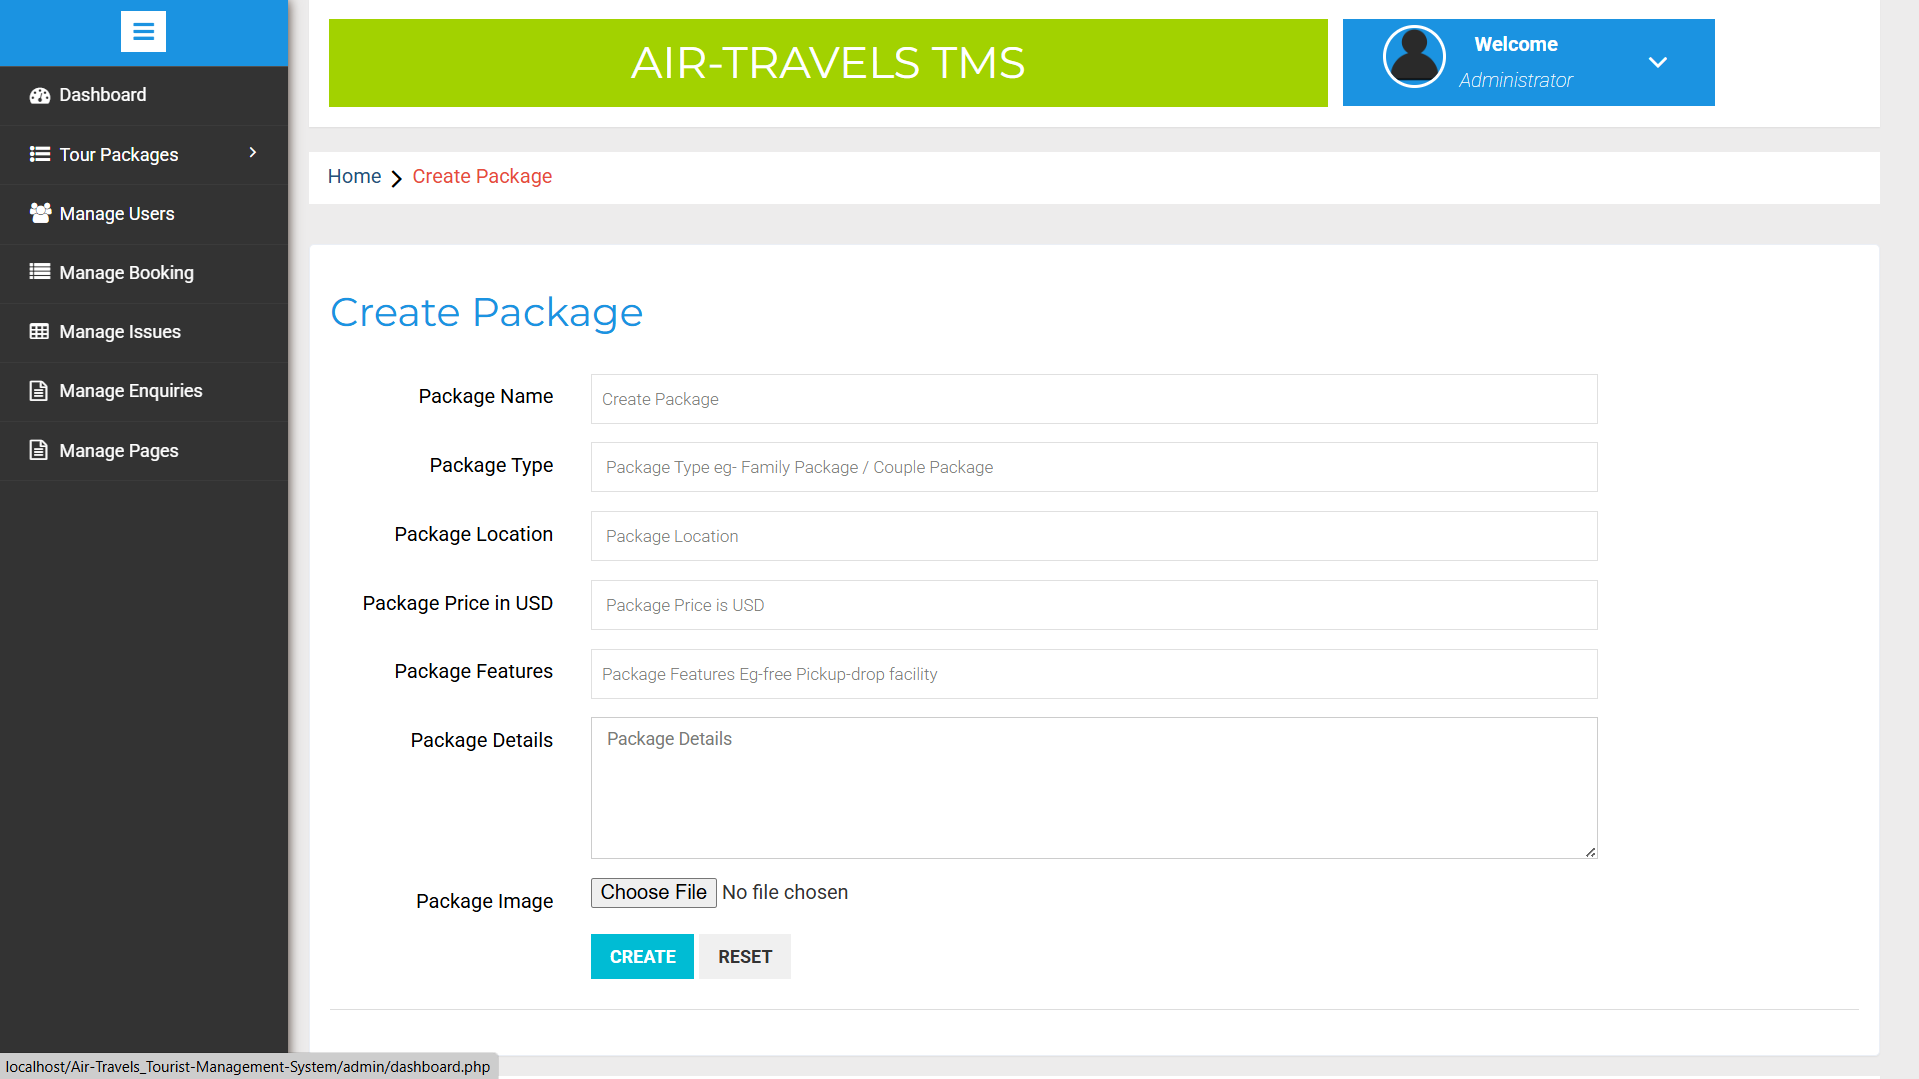 AIR-TRAVELS TMS
Welcome
Administrator
Dashboard
Tour Packages
Manage Users
Manage Booking
Manage Issues
Manage Enquiries
Manage Pages
Home
Create Package
Create Package
Package Name
Create Package
Package Type
Package Type eg- Family Package / Couple Package
Package Location
Package Location
Package Price in USD
Package Price is USD
Package Features
Package Features Eg-free Pickup-drop facility
Package Details
Package Details
Package Image
Choose File No file chosen
CREATE
RESET
localhost/Air-Travels_Tourist-Management-System/admin/dashboard.php